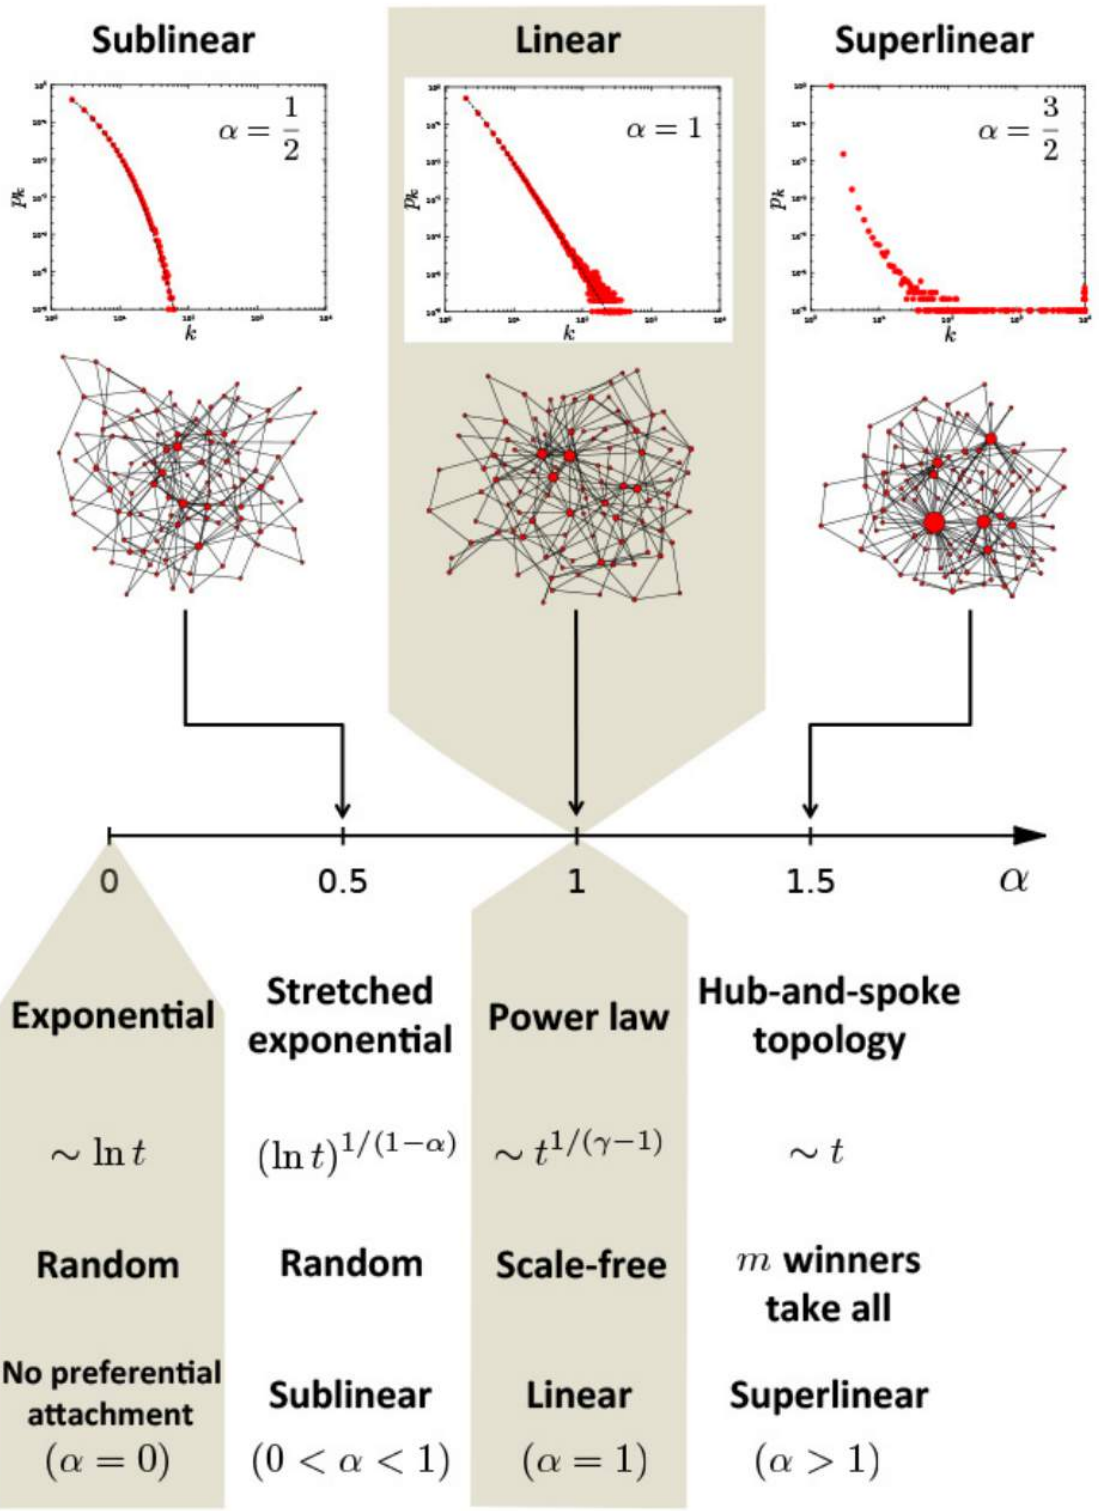 Sublinear
Linear
Superlinear
α = 1/2
α = 1
α = 3/2
p_k
p_k
p_k
k
k
k
0
0.5
1
1.5
α
Exponential
Stretched
exponential
Power law
Hub-and-spoke
topology
∼ ln t
(ln t)^{1/(1−α)}
∼ t^{1/(γ−1)}
∼ t
Random
Random
Scale-free
m winners
take all
No preferential
attachment
(α = 0)
Sublinear
(0 < α < 1)
Linear
(α = 1)
Superlinear
(α > 1)